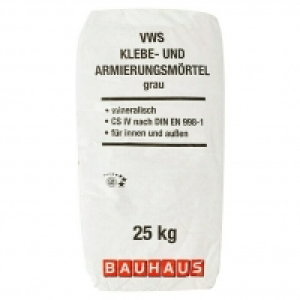 VWS
KLEBE- UND
ARMIERUNGSMÖRTEL
grau
• mineralisch
• CS IV nach DIN EN 998-1
• für innen und außen
25 kg
BAUHAUS